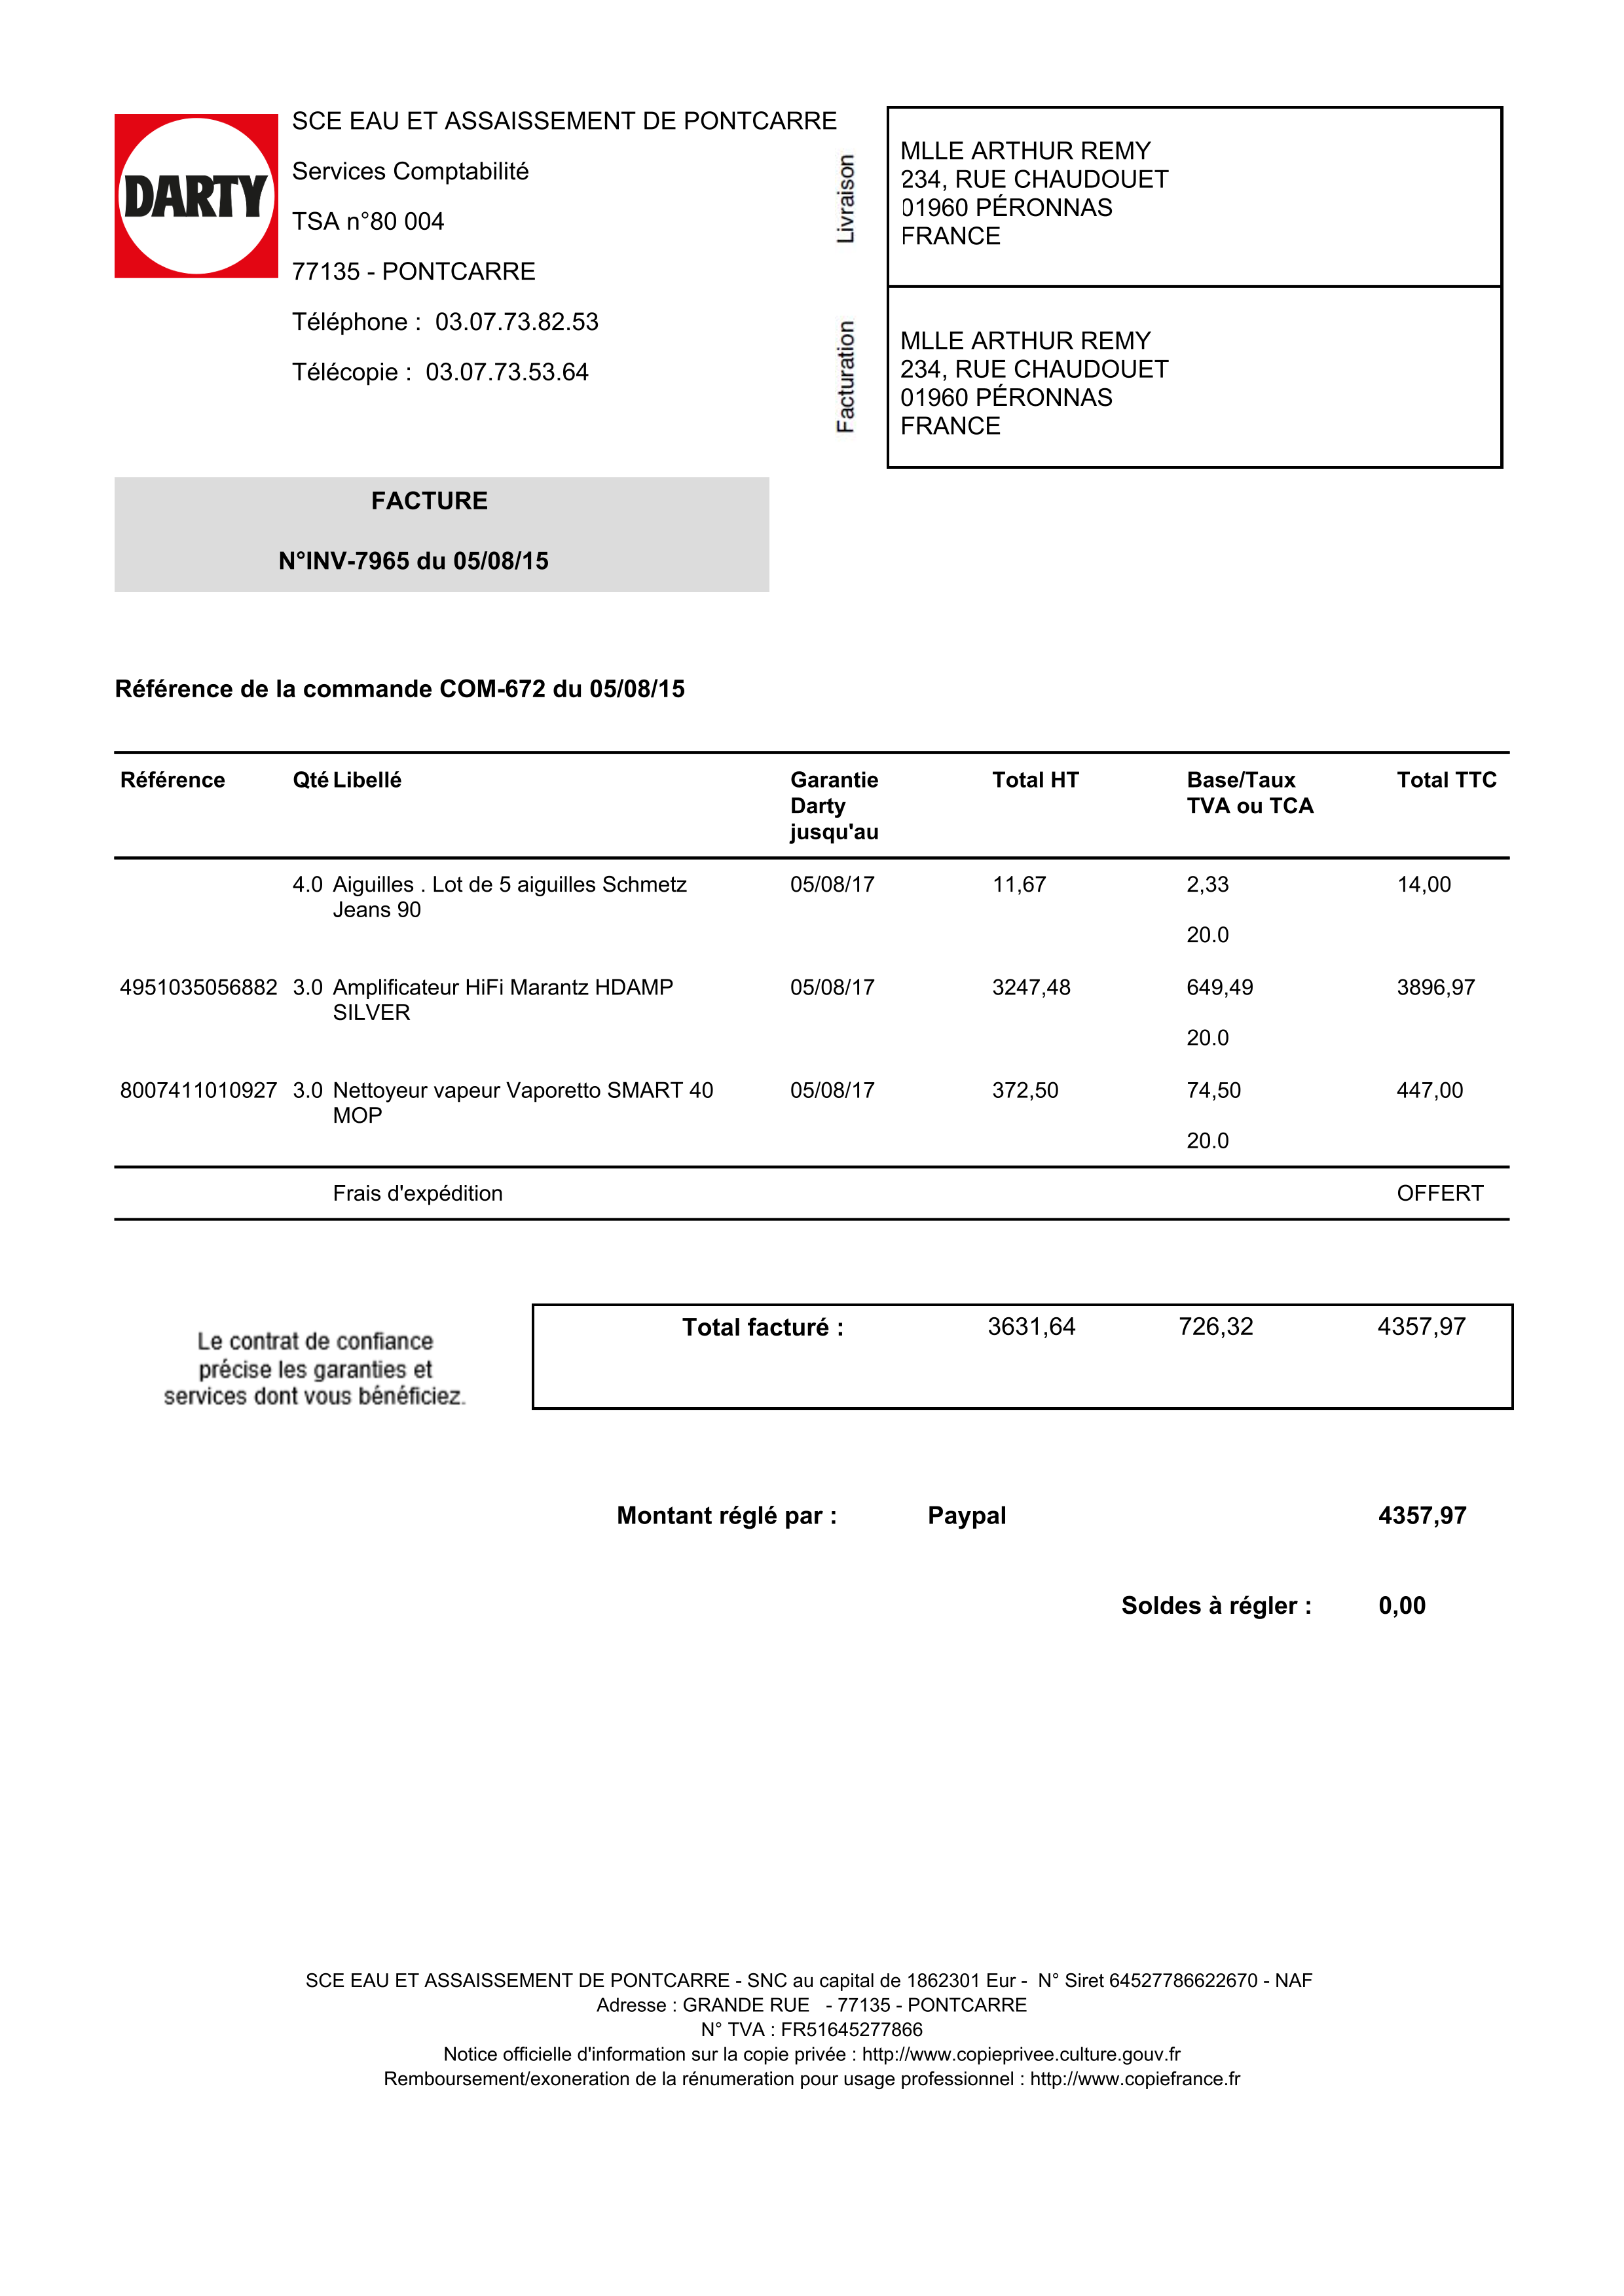 DARTY
SCE EAU ET ASSAISSEMENT DE PONTCARRE
Services Comptabilité
TSA n°80 004
77135 - PONTCARRE
Téléphone : 03.07.73.82.53
Télécopie : 03.07.73.53.64
Livraison
MLLE ARTHUR REMY
234, RUE CHAUDOUET
01960 PÉRONNAS
FRANCE
Facturation
MLLE ARTHUR REMY
234, RUE CHAUDOUET
01960 PÉRONNAS
FRANCE
FACTURE
N°INV-7965 du 05/08/15
Référence de la commande COM-672 du 05/08/15
Référence Qté Libellé Garantie Total HT Base/Taux Total TTC
Darty TVA ou TCA
jusqu'au
4.0 Aiguilles . Lot de 5 aiguilles Schmetz 05/08/17 11,67 2,33 14,00
Jeans 90
20.0
4951035056882 3.0 Amplificateur HiFi Marantz HDAMP 05/08/17 3247,48 649,49 3896,97
SILVER
20.0
8007411010927 3.0 Nettoyeur vapeur Vaporetto SMART 40 05/08/17 372,50 74,50 447,00
MOP
20.0
Frais d'expédition OFFERT
Total facturé : 3631,64 726,32 4357,97
Le contrat de confiance
précise les garanties et
services dont vous bénéficiez.
Montant réglé par : Paypal 4357,97
Soldes à régler : 0,00
SCE EAU ET ASSAISSEMENT DE PONTCARRE - SNC au capital de 1862301 Eur - N° Siret 64527786622670 - NAF
Adresse : GRANDE RUE - 77135 - PONTCARRE
N° TVA : FR51645277866
Notice officielle d'information sur la copie privée : http://www.copieprivee.culture.gouv.fr
Remboursement/exoneration de la rénumeration pour usage professionnel : http://www.copiefrance.fr